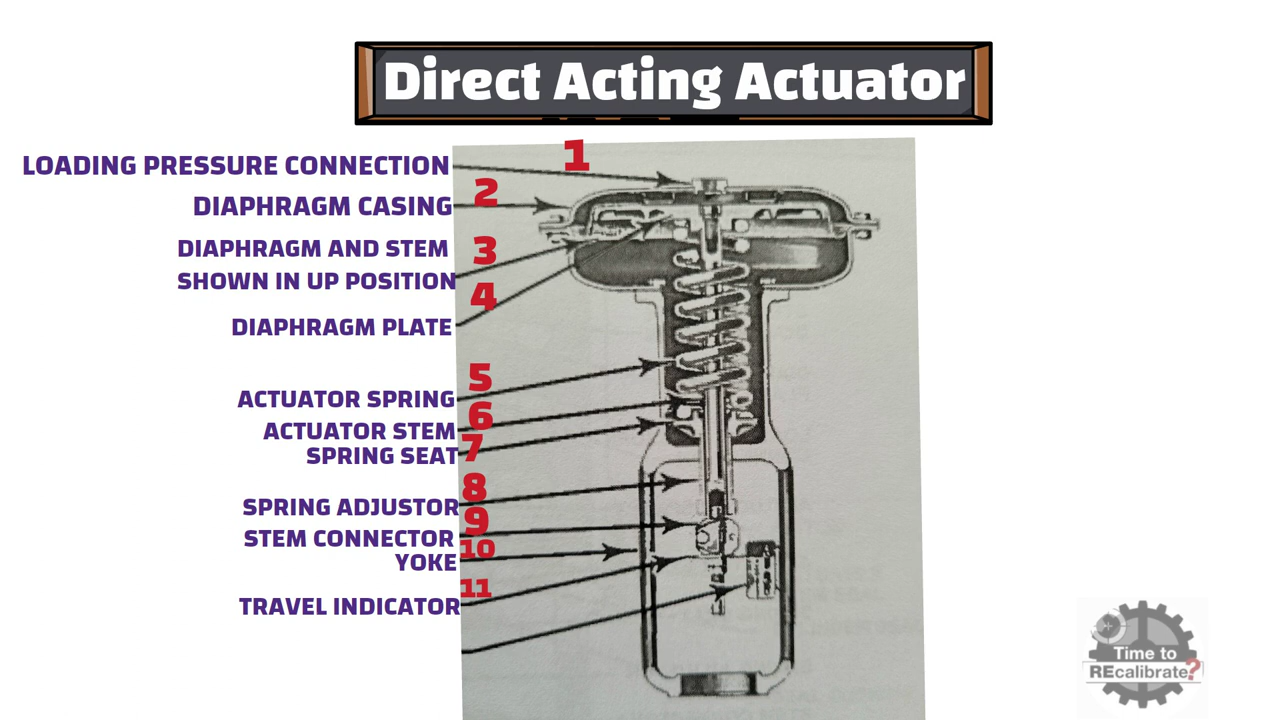 Direct Acting Actuator
LOADING PRESSURE CONNECTION
1
DIAPHRAGM CASING
2
DIAPHRAGM AND STEM
SHOWN IN UP POSITION
3
4
DIAPHRAGM PLATE
5
ACTUATOR SPRING
6
ACTUATOR STEM
7
SPRING SEAT
8
SPRING ADJUSTOR
9
STEM CONNECTOR
10
YOKE
11
TRAVEL INDICATOR
Time to
REcalibrate?